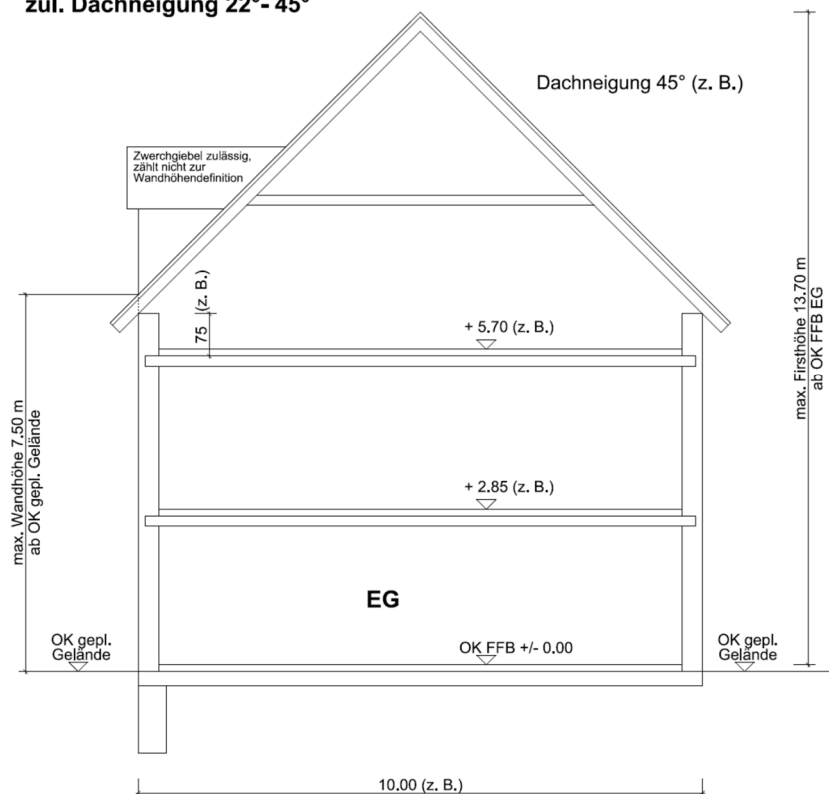 zul. Dachneigung 22°- 45°
Dachneigung 45° (z. B.)
Zwerchgiebel zulässig,
zählt nicht zur
Wandhöhendefinition
75 (z. B.)
+ 5.70 (z. B.)
max. Firsthöhe 13.70 m
ab OK FFB EG
max. Wandhöhe 7.50 m
ab OK gepl. Gelände
+ 2.85 (z. B.)
EG
OK gepl.
Gelände
OK FFB +/- 0.00
OK gepl.
Gelände
10.00 (z. B.)